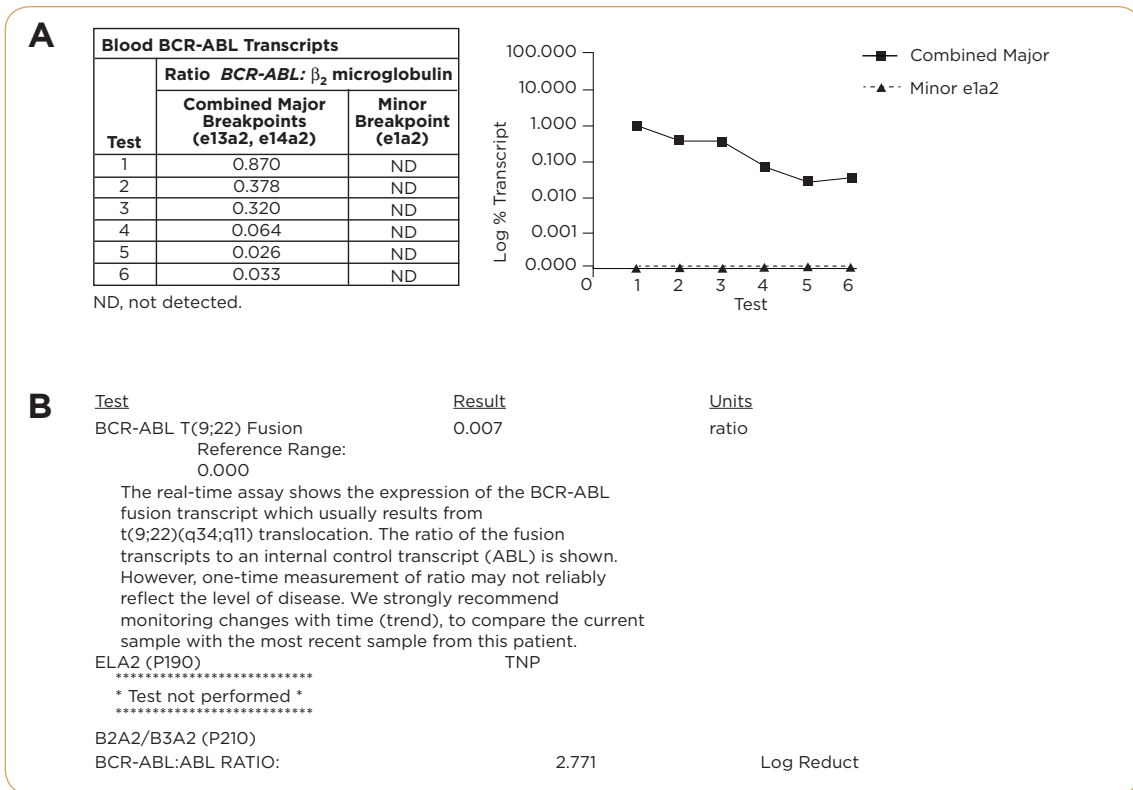 A
Blood BCR-ABL Transcripts
Ratio BCR-ABL: β2 microglobulin
Test
Combined Major
Breakpoints
(e13a2, e14a2)
Minor
Breakpoint
(e1a2)
1 0.870 ND
2 0.378 ND
3 0.320 ND
4 0.064 ND
5 0.026 ND
6 0.033 ND
ND, not detected.
Log % Transcript
100.000
10.000
1.000
0.100
0.010
0.001
0.000
0 1 2 3 4 5 6
Test
Combined Major
Minor e1a2
B
Test Result Units
BCR-ABL T(9;22) Fusion 0.007 ratio
Reference Range:
0.000
The real-time assay shows the expression of the BCR-ABL
fusion transcript which usually results from
t(9;22)(q34;q11) translocation. The ratio of the fusion
transcripts to an internal control transcript (ABL) is shown.
However, one-time measurement of ratio may not reliably
reflect the level of disease. We strongly recommend
monitoring changes with time (trend), to compare the current
sample with the most recent sample from this patient.
ELA2 (P190) TNP
***************************
* Test not performed *
***************************
B2A2/B3A2 (P210)
BCR-ABL:ABL RATIO: 2.771 Log Reduct